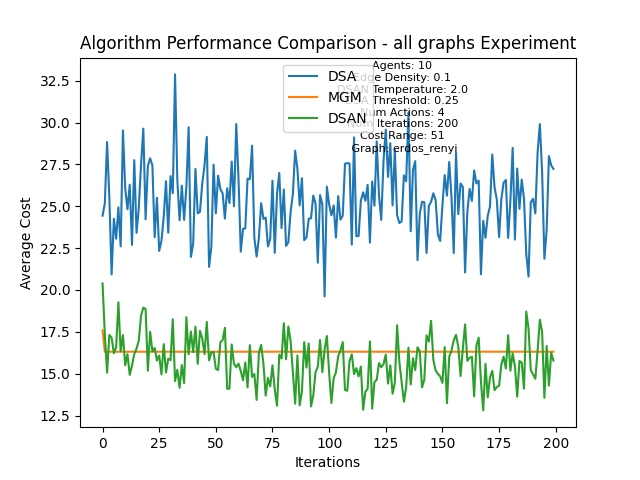 Algorithm Performance Comparison - all graphs Experiment
Agents: 10
Edge Density: 0.1
DSAN Temperature: 2.0
Threshold: 0.25
Num Actions: 4
Iterations: 200
Cost Range: 51
Graph: erdos_renyi
DSA
MGM
DSAN
Average Cost
32.5
30.0
27.5
25.0
22.5
20.0
17.5
15.0
12.5
0 25 50 75 100 125 150 175 200
Iterations